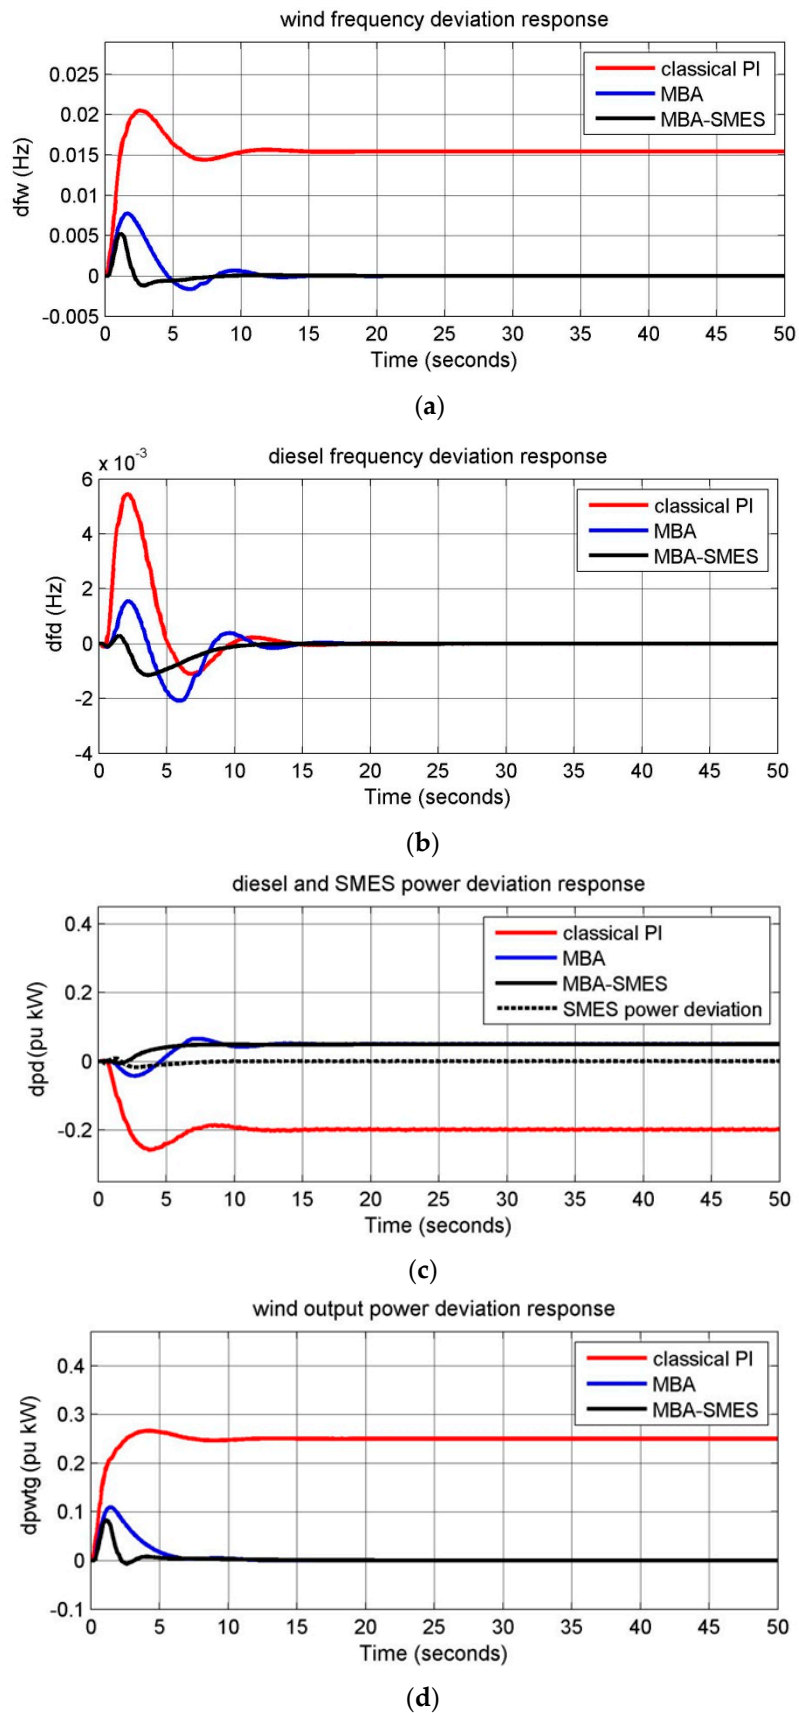 wind frequency deviation response
0.025
0.02
0.015
0.01
0.005
0
-0.005
dfw (Hz)
classical PI
MBA
MBA-SMES
0 5 10 15 20 25 30 35 40 45 50
Time (seconds)
(a)
diesel frequency deviation response
x 10-3
6
4
2
0
-2
-4
dfd (Hz)
classical PI
MBA
MBA-SMES
0 5 10 15 20 25 30 35 40 45 50
Time (seconds)
(b)
diesel and SMES power deviation response
0.4
0.2
0
-0.2
dpd (pu kW)
classical PI
MBA
MBA-SMES
SMES power deviation
0 5 10 15 20 25 30 35 40 45 50
Time (seconds)
(c)
wind output power deviation response
0.4
0.3
0.2
0.1
0
-0.1
dpwtg (pu kW)
classical PI
MBA
MBA-SMES
0 5 10 15 20 25 30 35 40 45 50
Time (seconds)
(d)